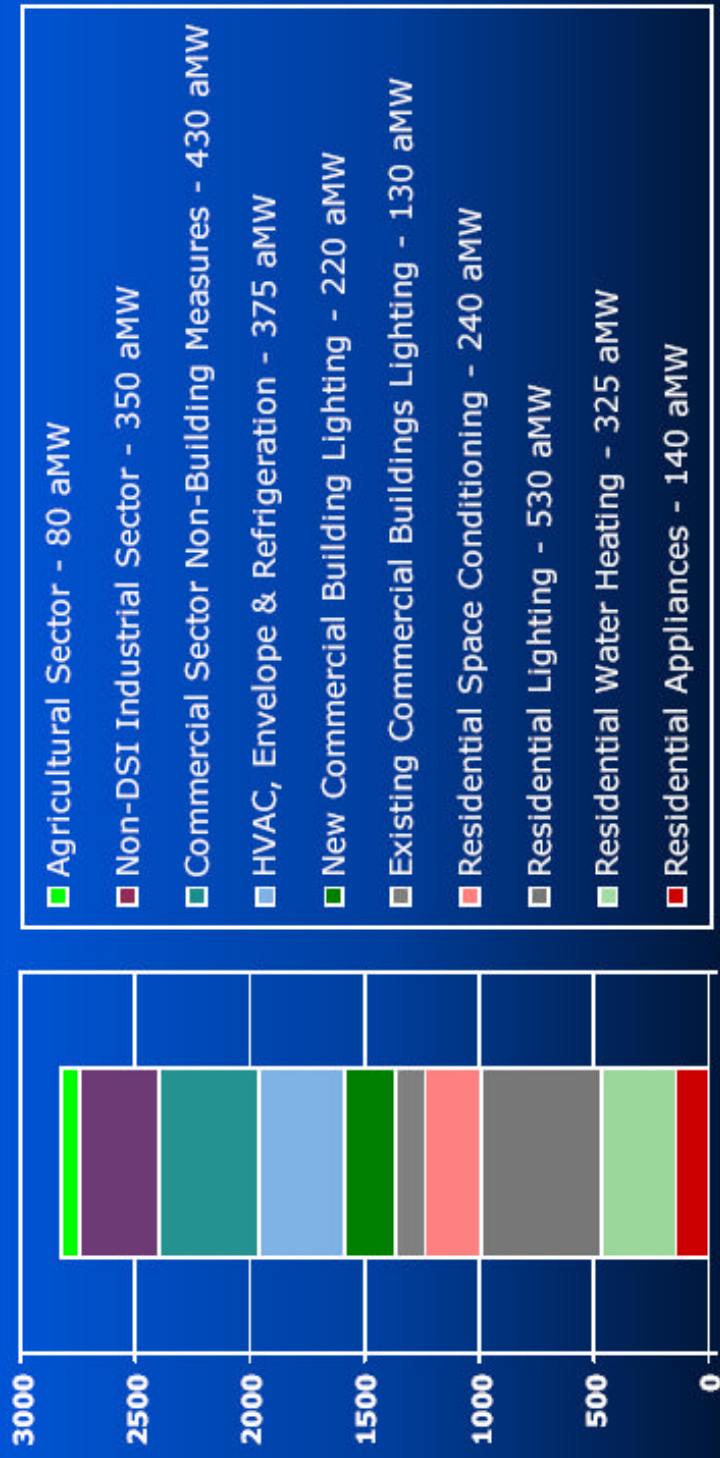 3000
2500
2000
1500
1000
500
0
Agricultural Sector - 80 aMW
Non-DSI Industrial Sector - 350 aMW
Commercial Sector Non-Building Measures - 430 aMW
HVAC, Envelope & Refrigeration - 375 aMW
New Commercial Building Lighting - 220 aMW
Existing Commercial Buildings Lighting - 130 aMW
Residential Space Conditioning - 240 aMW
Residential Lighting - 530 aMW
Residential Water Heating - 325 aMW
Residential Appliances - 140 aMW